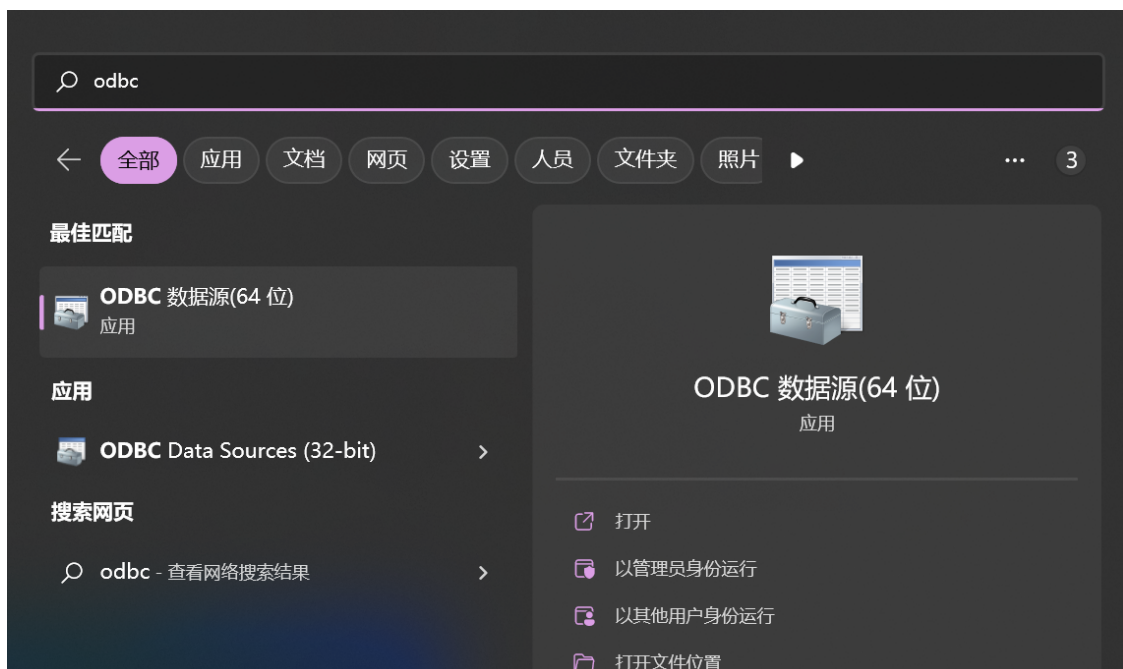 odbc
全部 应用 文档 网页 设置 人员 文件夹 照片 ... 3
最佳匹配
ODBC 数据源(64 位)
应用
应用
ODBC Data Sources (32-bit)
搜索网页
odbc - 查看网络搜索结果
ODBC 数据源(64 位)
应用
打开
以管理员身份运行
以其他用户身份运行
打开文件位置